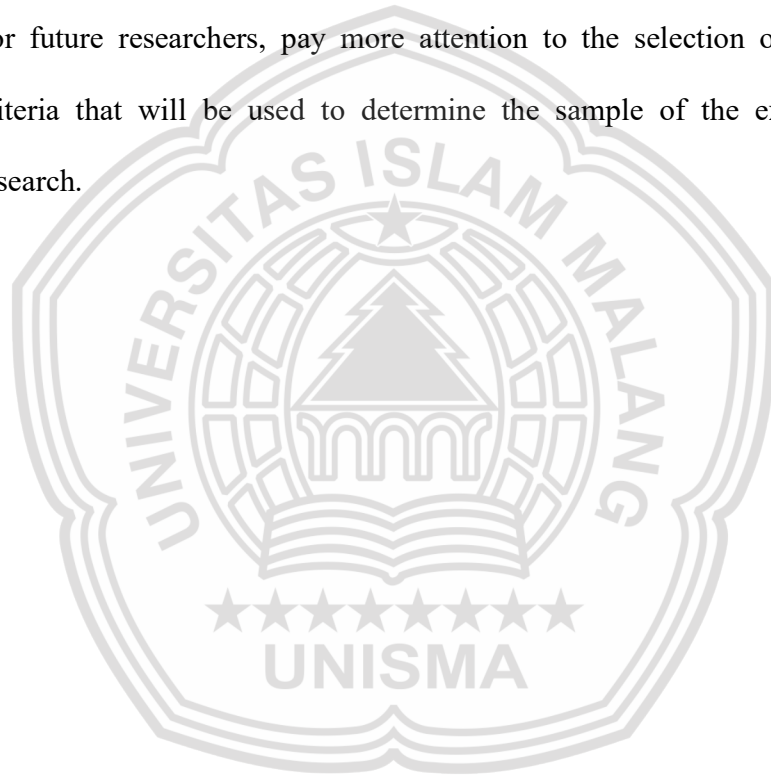 or future researchers, pay more attention to the selection o
iteria that will be used to determine the sample of the e
search.
UNIVERSITAS ISLAM MALANG
UNISMA